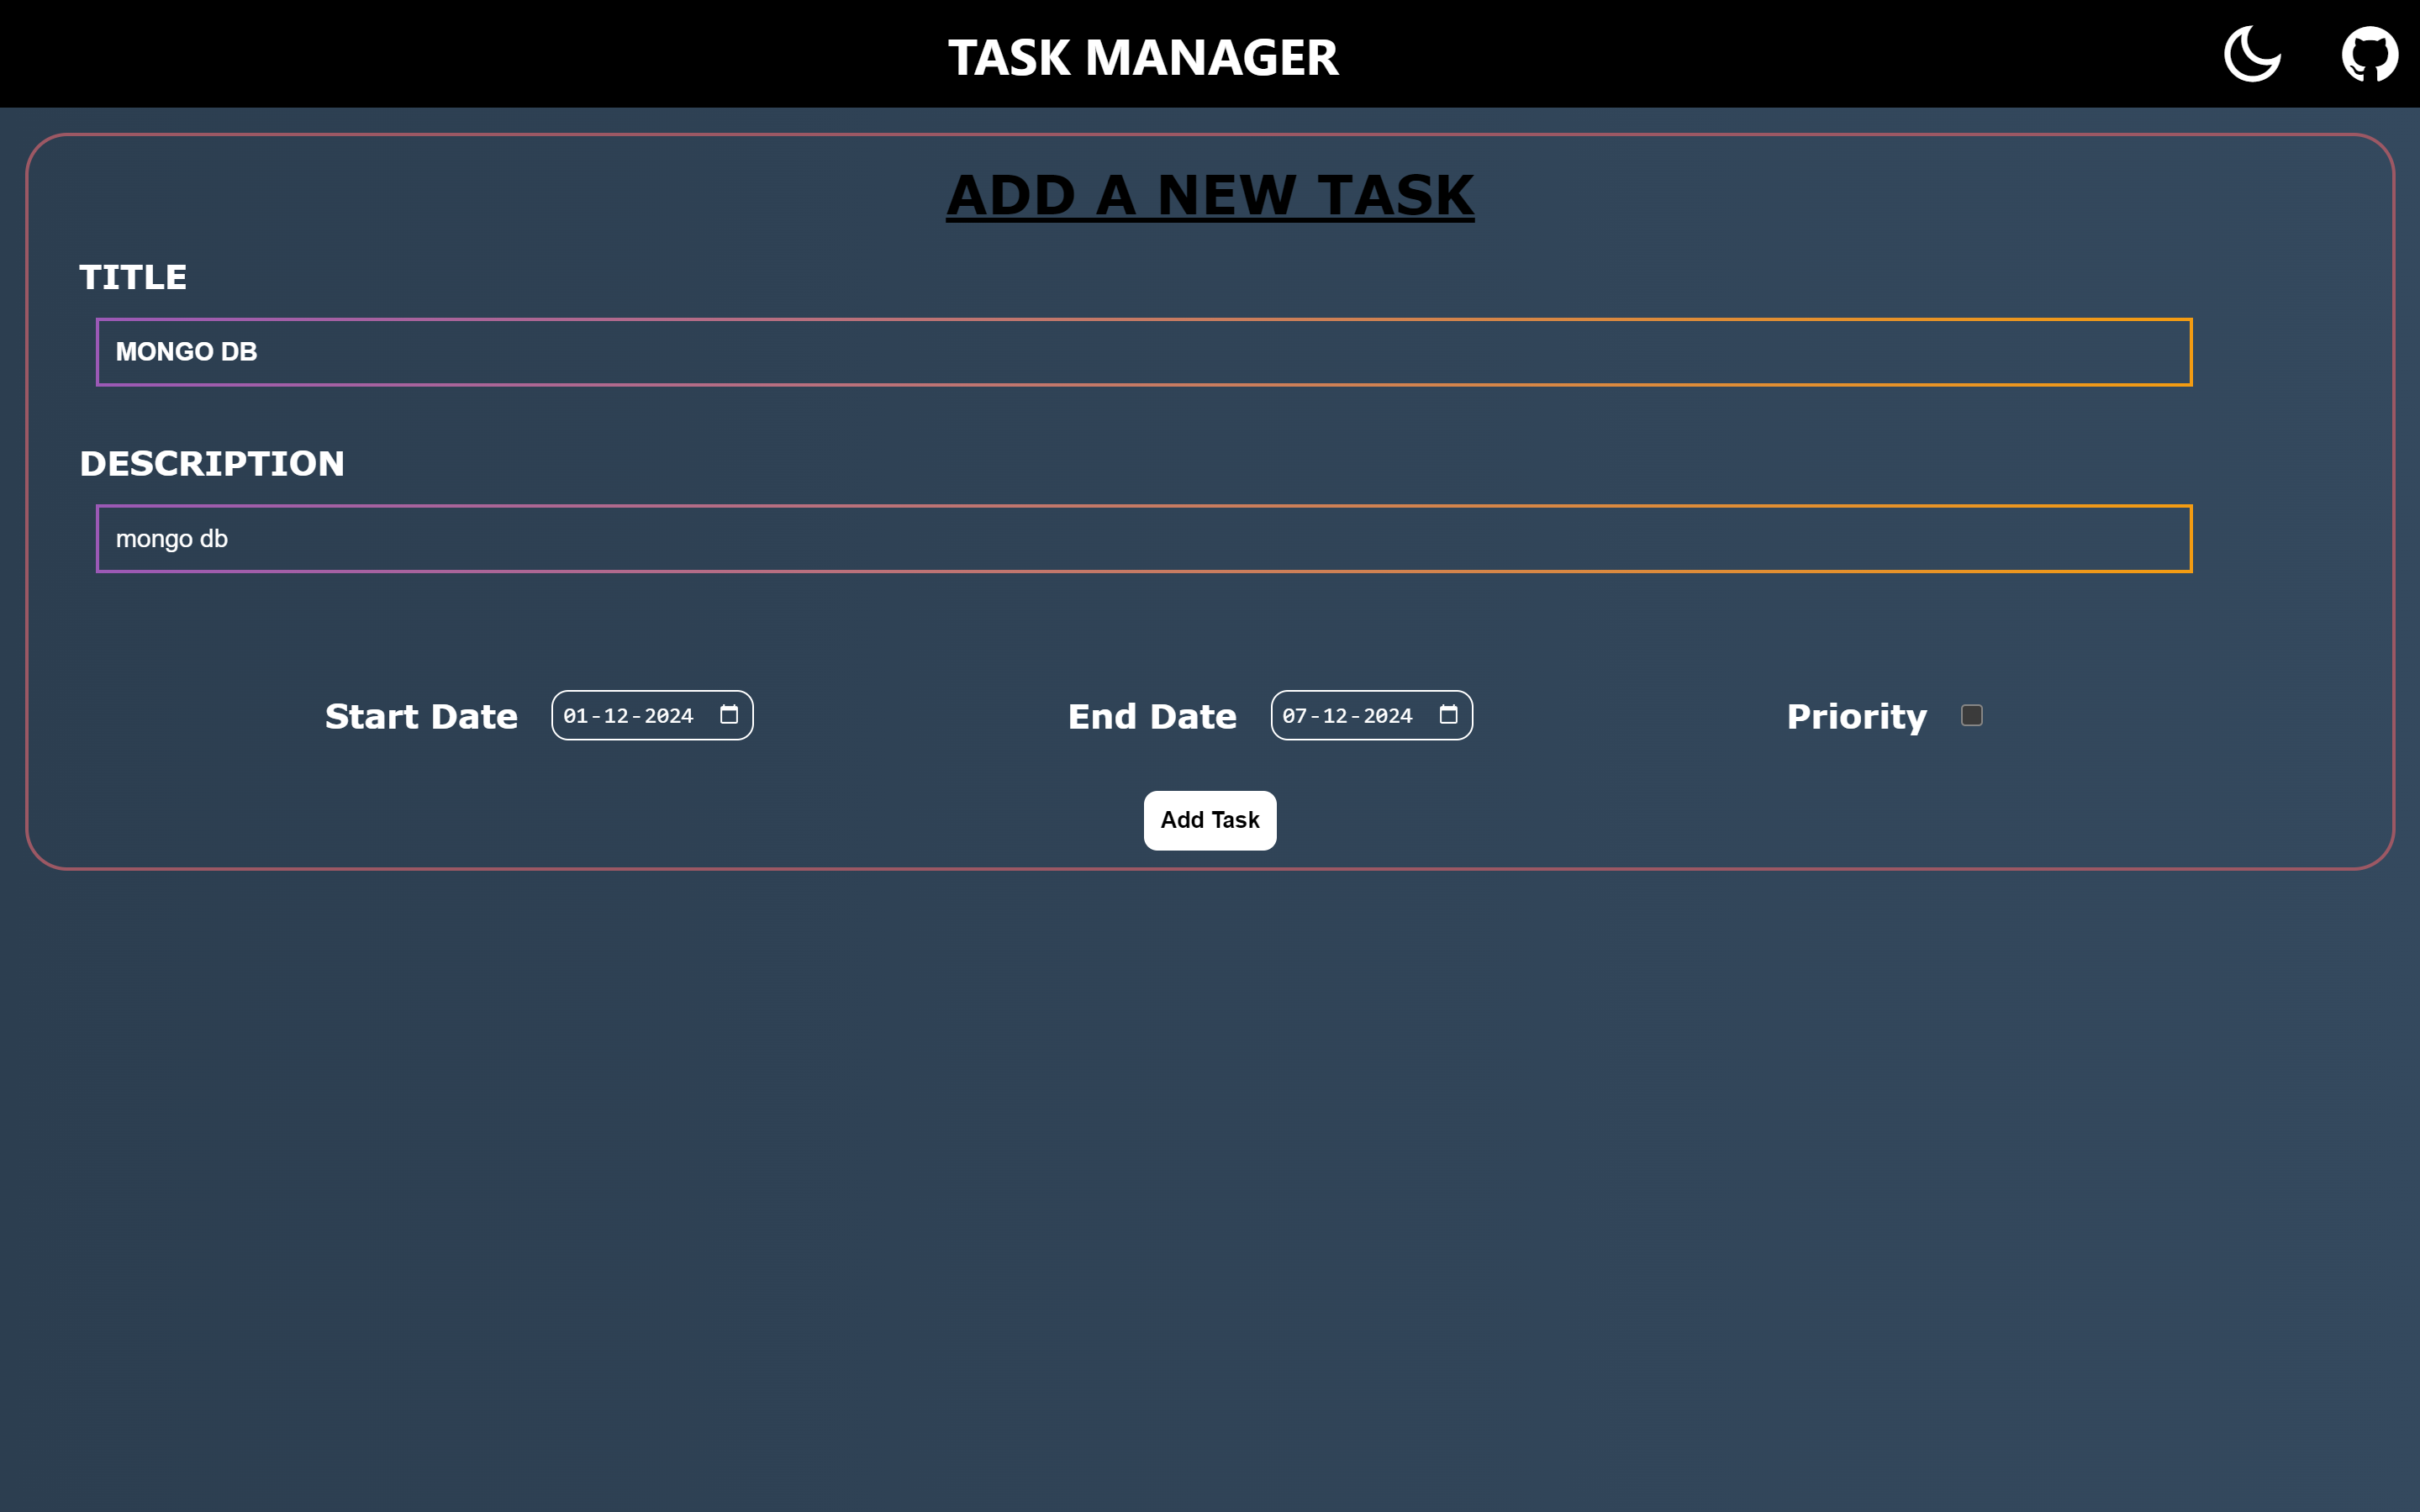 TASK MANAGER
ADD A NEW TASK
TITLE
MONGO DB
DESCRIPTION
mongo db
Start Date 01-12-2024 End Date 07-12-2024 Priority
Add Task